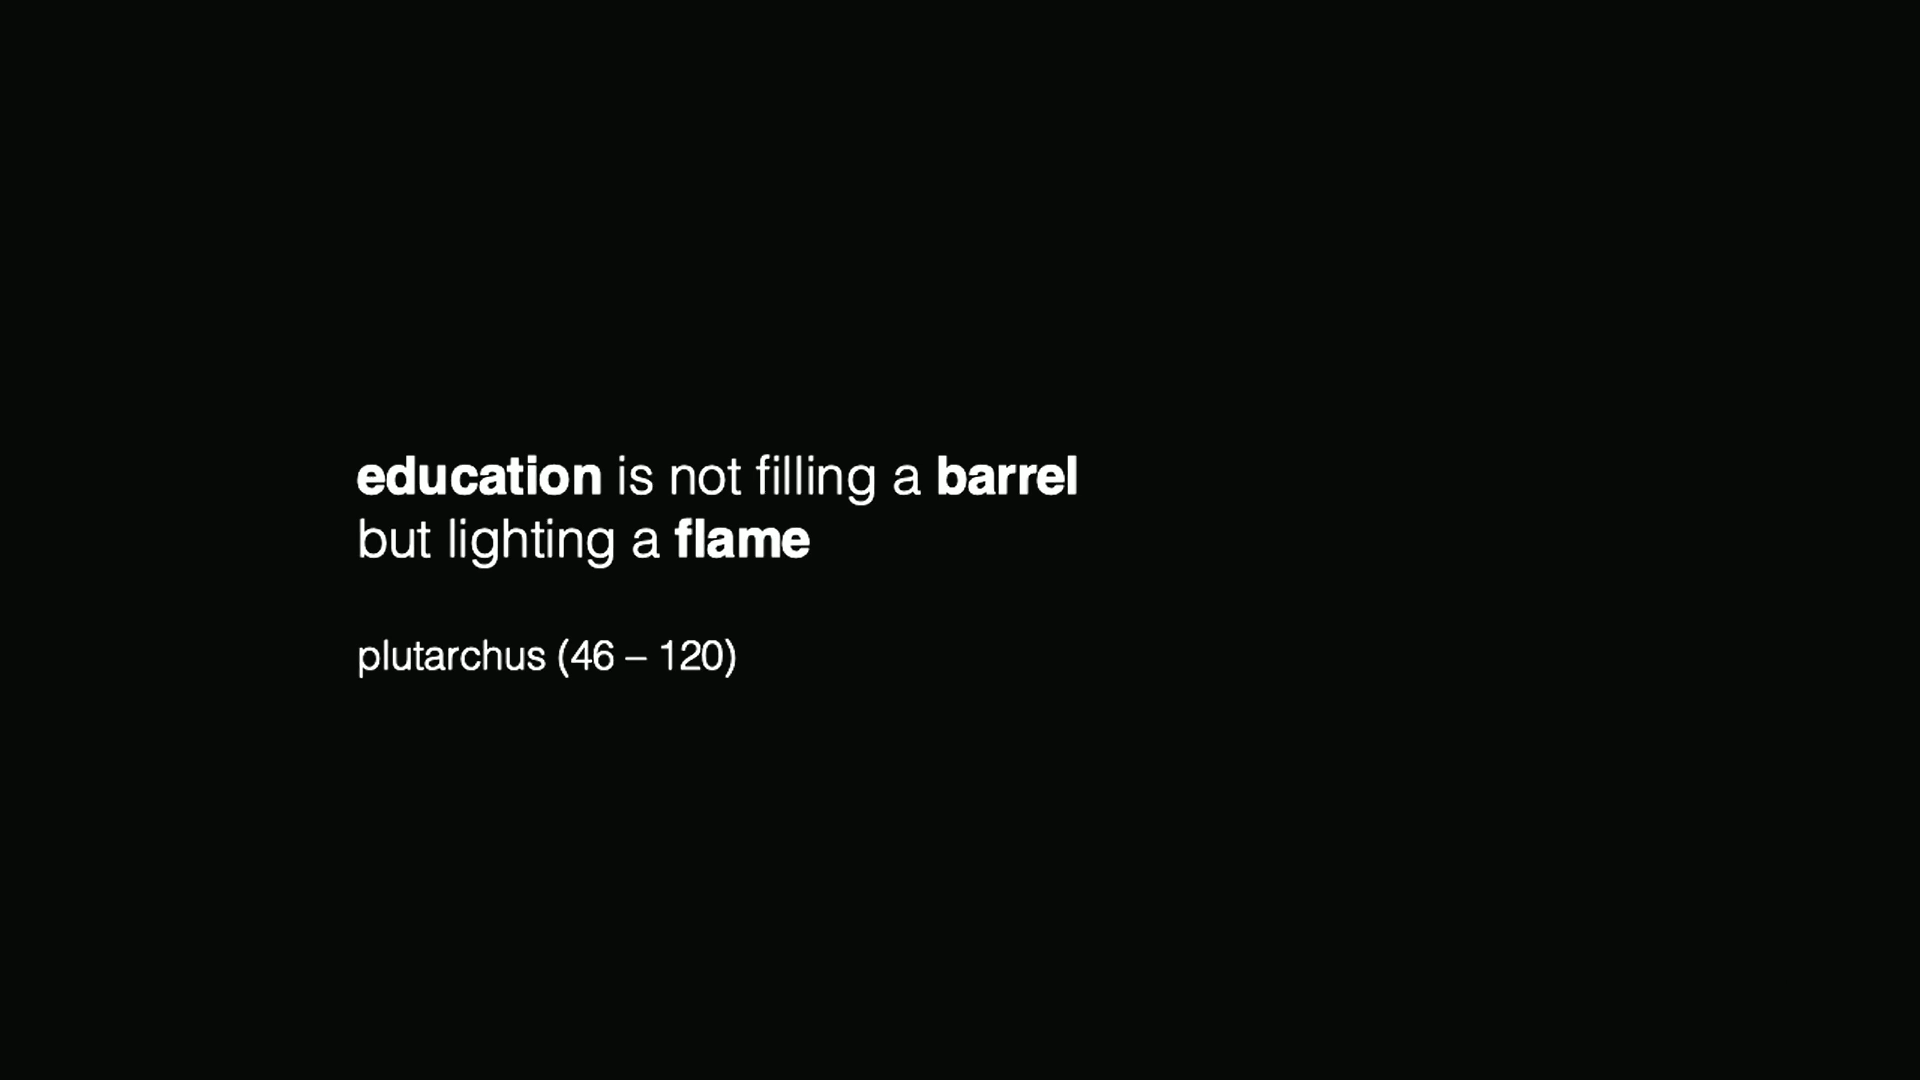 education is not filling a barrel
but lighting a flame
plutarchus (46 – 120)